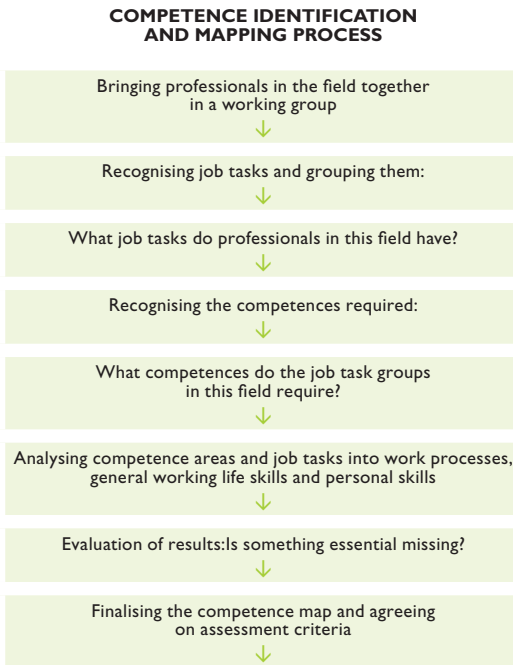 COMPETENCE IDENTIFICATION
AND MAPPING PROCESS
Bringing professionals in the field together
in a working group
Recognising job tasks and grouping them:
What job tasks do professionals in this field have?
Recognising the competences required:
What competences do the job task groups
in this field require?
Analysing competence areas and job tasks into work processes,
general working life skills and personal skills
Evaluation of results:Is something essential missing?
Finalising the competence map and agreeing
on assessment criteria